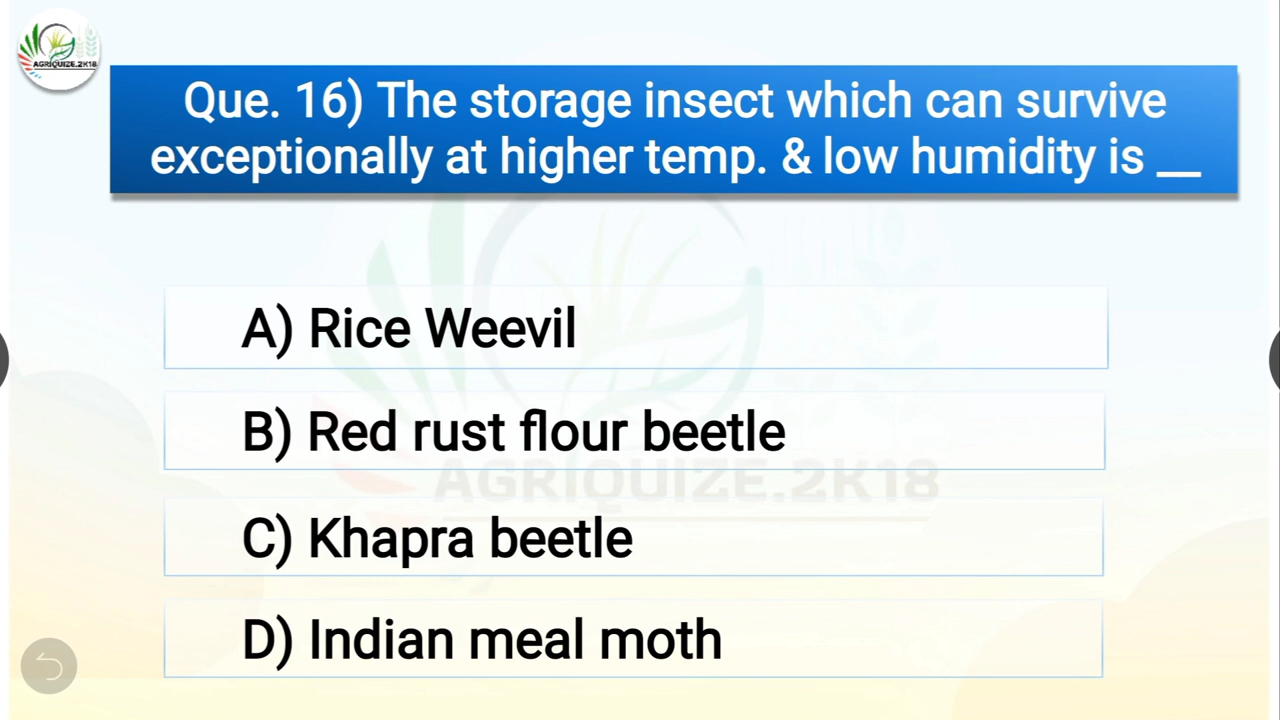 AGRIQUIZE.2K18
Que. 16) The storage insect which can survive
exceptionally at higher temp. & low humidity is __
A) Rice Weevil
B) Red rust flour beetle
AGRIQUIZE.2K18
C) Khapra beetle
D) Indian meal moth